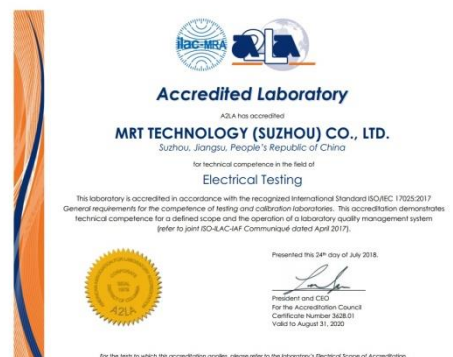 ilac-MRA
A2LA
Accredited Laboratory
A2LA has accredited
MRT TECHNOLOGY (SUZHOU) CO., LTD.
Suzhou, Jiangsu, People's Republic of China
for technical competence in the field of
Electrical Testing
This laboratory is accredited in accordance with the recognized International Standard ISO/IEC 17025:2017
General requirements for the competence of testing and calibration laboratories. This accreditation demonstrates
technical competence for a defined scope and the operation of a laboratory quality management system
(refer to joint ISO-ILAC-IAF Communiqué dated April 2017).
Presented this 24th day of July 2018.
President and CEO
For the Accreditation Council
Certificate Number 3628.01
Valid to August 31, 2020
CORPORATE
SEAL
1978
A2LA
For the tests to which this accreditation applies, please refer to the laboratory's Electrical Scope of Accreditation.